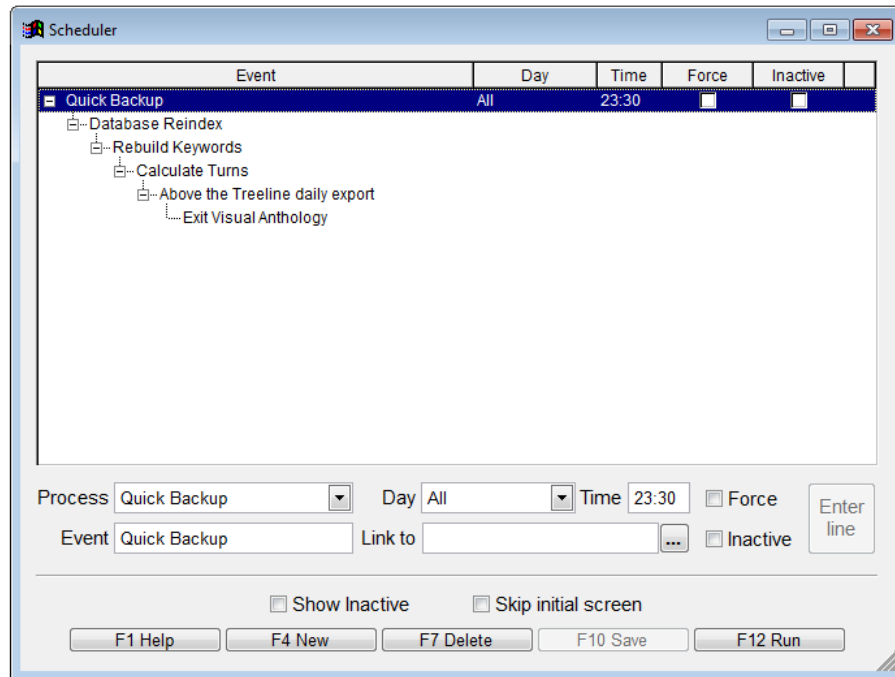 Scheduler
Event Day Time Force Inactive
Quick Backup All 23:30
Database Reindex
Rebuild Keywords
Calculate Turns
Above the Treeline daily export
Exit Visual Anthology
Process Quick Backup Day All Time 23:30 Force Enter line
Event Quick Backup Link to ... Inactive
Show Inactive Skip initial screen
F1 Help F4 New F7 Delete F10 Save F12 Run